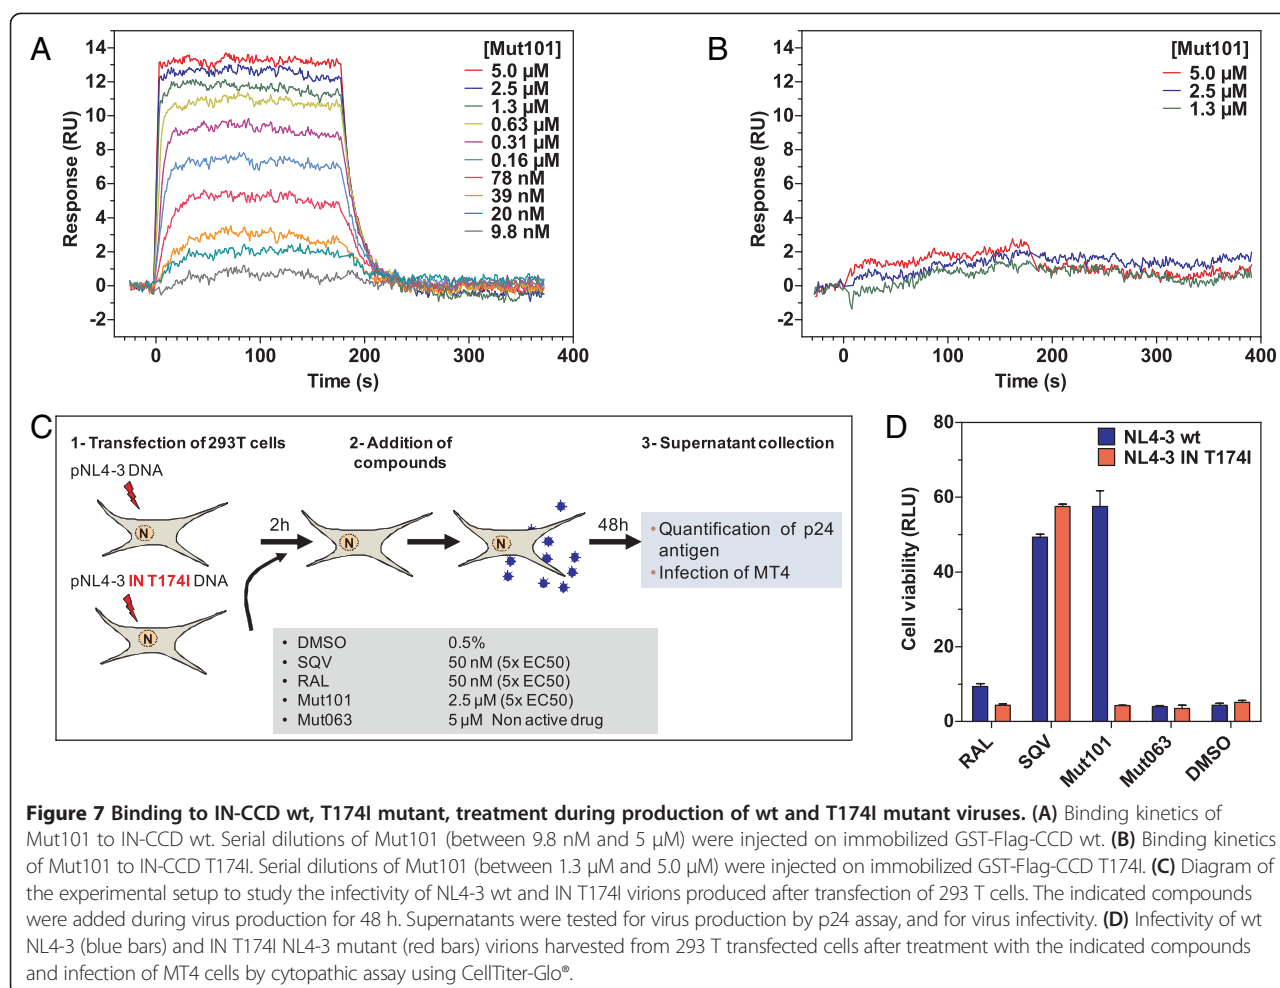 A
14
12
10
8
6
4
2
0
-2
Response (RU)
0 100 200 300 400
Time (s)
[Mut101]
5.0 µM
2.5 µM
1.3 µM
0.63 µM
0.31 µM
0.16 µM
78 nM
39 nM
20 nM
9.8 nM
B
14
12
10
8
6
4
2
0
-2
Response (RU)
0 100 200 300 400
Time (s)
[Mut101]
5.0 µM
2.5 µM
1.3 µM
C
1- Transfection of 293T cells
2- Addition of
compounds
3- Supernatant collection
pNL4-3 DNA
N
pNL4-3 IN T174I DNA
N
2h
N
N
48h
• Quantification of p24
antigen
• Infection of MT4
• DMSO 0.5%
• SQV 50 nM (5x EC50)
• RAL 50 nM (5x EC50)
• Mut101 2.5 µM (5x EC50)
• Mut063 5 µM Non active drug
D
80
60
40
20
0
Cell viability (RLU)
NL4-3 wt
NL4-3 IN T174I
RAL
SQV
Mut101
Mut063
DMSO
Figure 7 Binding to IN-CCD wt, T174I mutant, treatment during production of wt and T174I mutant viruses. (A) Binding kinetics of
Mut101 to IN-CCD wt. Serial dilutions of Mut101 (between 9.8 nM and 5 µM) were injected on immobilized GST-Flag-CCD wt. (B) Binding kinetics
of Mut101 to IN-CCD T174I. Serial dilutions of Mut101 (between 1.3 µM and 5.0 µM) were injected on immobilized GST-Flag-CCD T174I. (C) Diagram of
the experimental setup to study the infectivity of NL4-3 wt and IN T174I virions produced after transfection of 293 T cells. The indicated compounds
were added during virus production for 48 h. Supernatants were tested for virus production by p24 assay, and for virus infectivity. (D) Infectivity of wt
NL4-3 (blue bars) and IN T174I NL4-3 mutant (red bars) virions harvested from 293 T transfected cells after treatment with the indicated compounds
and infection of MT4 cells by cytopathic assay using CellTiter-Glo®.